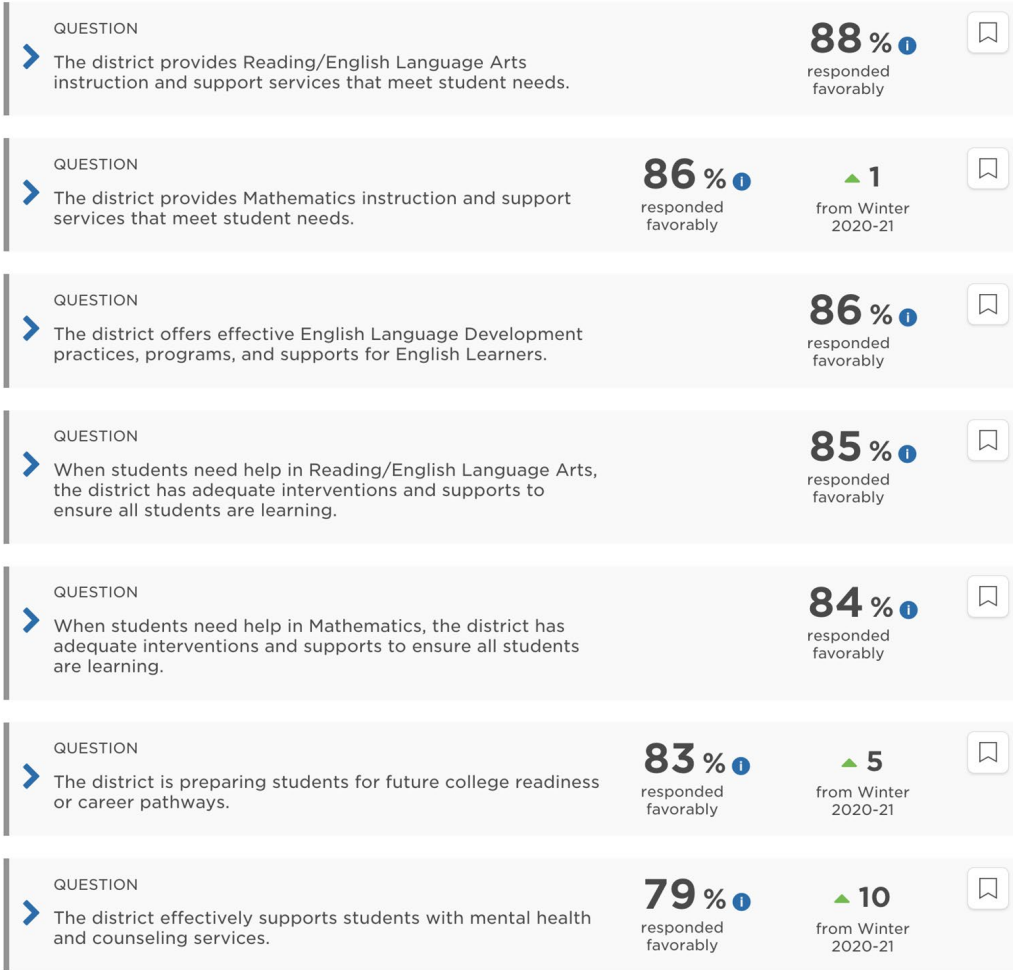 QUESTION
The district provides Reading/English Language Arts
instruction and support services that meet student needs.
88 % i
responded
favorably
QUESTION
The district provides Mathematics instruction and support
services that meet student needs.
86 % i
responded
favorably
1
from Winter
2020-21
QUESTION
The district offers effective English Language Development
practices, programs, and supports for English Learners.
86 % i
responded
favorably
QUESTION
When students need help in Reading/English Language Arts,
the district has adequate interventions and supports to
ensure all students are learning.
85 % i
responded
favorably
QUESTION
When students need help in Mathematics, the district has
adequate interventions and supports to ensure all students
are learning.
84 % i
responded
favorably
QUESTION
The district is preparing students for future college readiness
or career pathways.
83 % i
responded
favorably
5
from Winter
2020-21
QUESTION
The district effectively supports students with mental health
and counseling services.
79 % i
responded
favorably
10
from Winter
2020-21